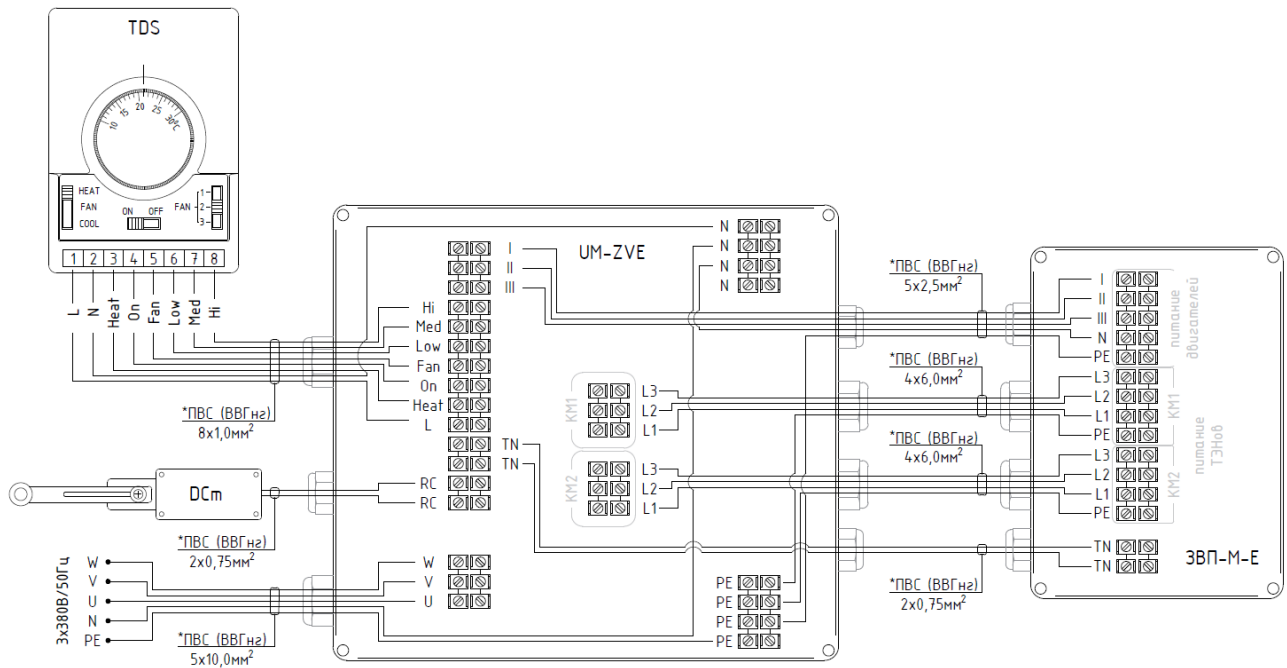 TDS
10 15 20 25 30°C
HEAT
FAN
COOL
ON OFF
FAN
1
2
3
1 2 3 4 5 6 7 8
L
N
Heat
On
Fan
Low
Med
Hi
*ПВС (ВВГнг)
8x1,0мм²
DCm
*ПВС (ВВГнг)
2x0,75мм²
3x380В/50Гц
W
V
U
N
PE
*ПВС (ВВГнг)
5x10,0мм²
UM-ZVE
I
II
III
Hi
Med
Low
Fan
On
Heat
L
TN
TN
RC
RC
W
V
U
N
N
N
N
KM1
L3
L2
L1
KM2
L3
L2
L1
PE
PE
PE
PE
*ПВС (ВВГнг)
5x2,5мм²
*ПВС (ВВГнг)
4x6,0мм²
*ПВС (ВВГнг)
4x6,0мм²
*ПВС (ВВГнг)
2x0,75мм²
I
II
III
N
PE
питание
двигателей
L3
L2
L1
PE
KM1
L3
L2
L1
PE
KM2
питание
ТЭНов
TN
TN
ЗВП-М-Е